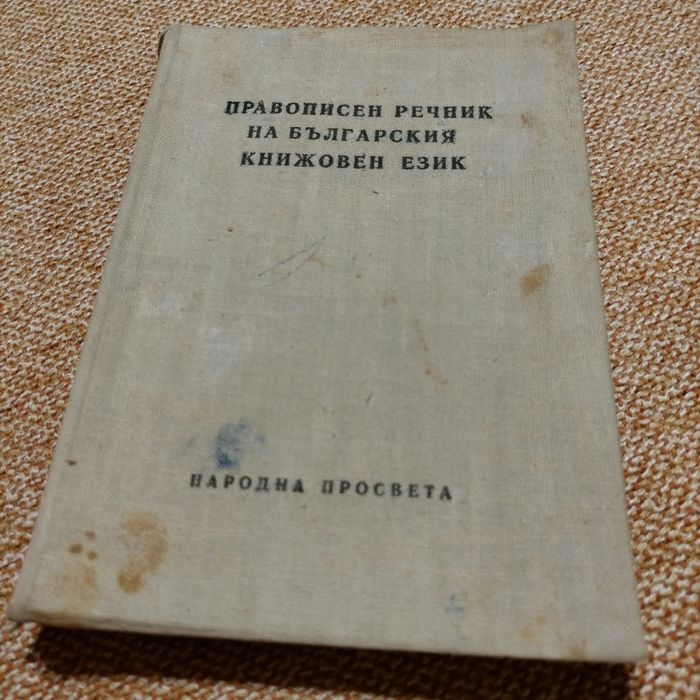 ПРАВОПИСЕН РЕЧНИК
НА БЪЛГАРСКИЯ
КНИЖОВЕН ЕЗИК
НАРОДНА ПРОСВЕТА